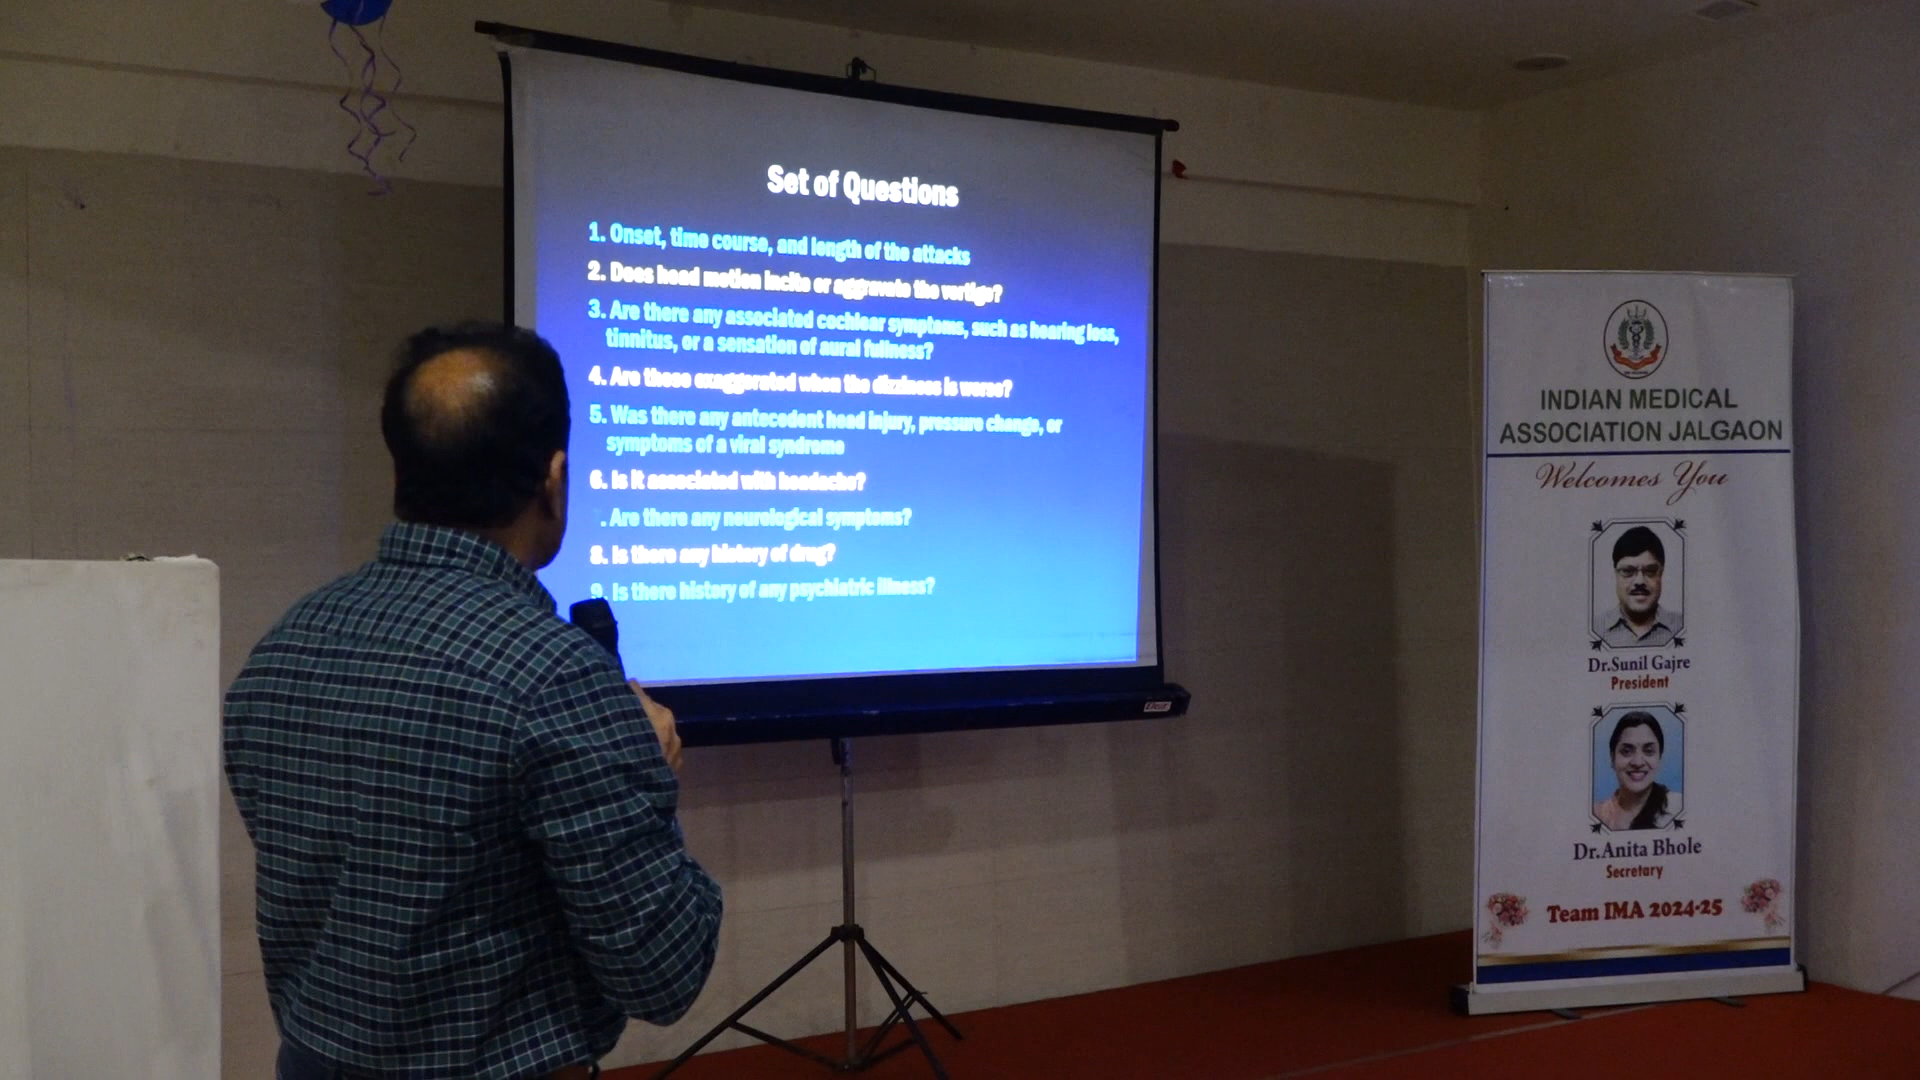 Set of Questions
1. Onset, time course, and length of the attacks
2. Does head motion incite or aggravate the vertigo?
3. Are there any associated cochlear symptoms, such as hearing loss,
tinnitus, or a sensation of aural fullness?
4. Are these exaggerated when the dizziness is worse?
5. Was there any antecedent head injury, pressure change, or
symptoms of a viral syndrome
6. Is it associated with headache?
. Are there any neurological symptoms?
8. Is there any history of drug?
9. Is there history of any psychiatric illness?
INDIAN MEDICAL
ASSOCIATION JALGAON
Welcomes You
Dr.Sunil Gajre
President
Dr.Anita Bhole
Secretary
Team IMA 2024-25